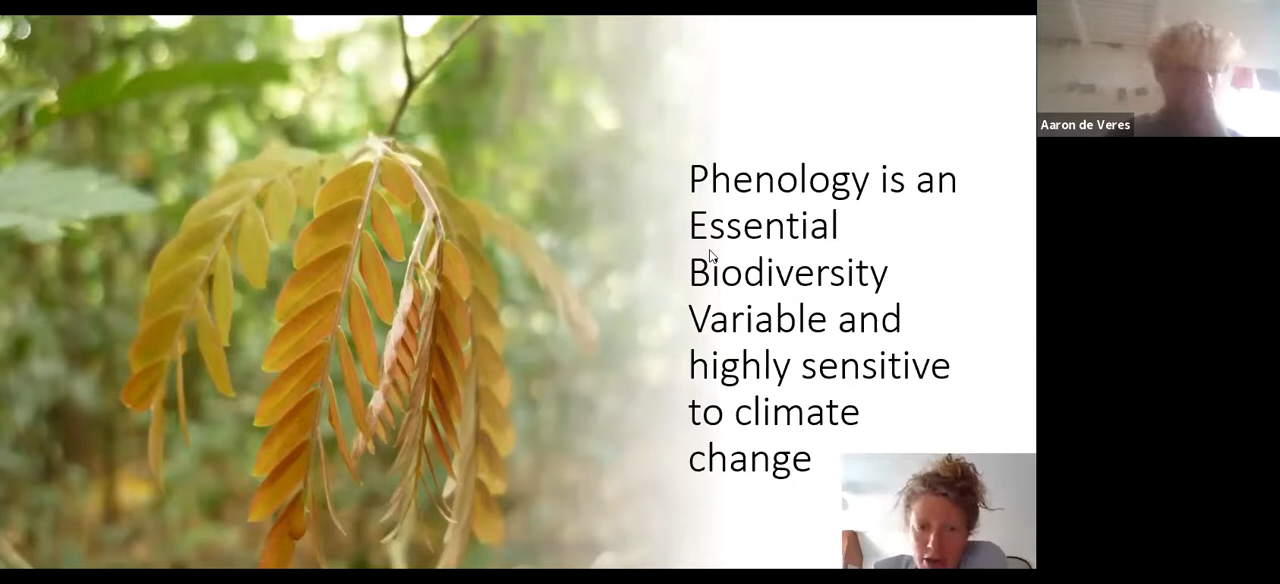 Phenology is an
Essential
Biodiversity
Variable and
highly sensitive
to climate
change
Aaron de Veres